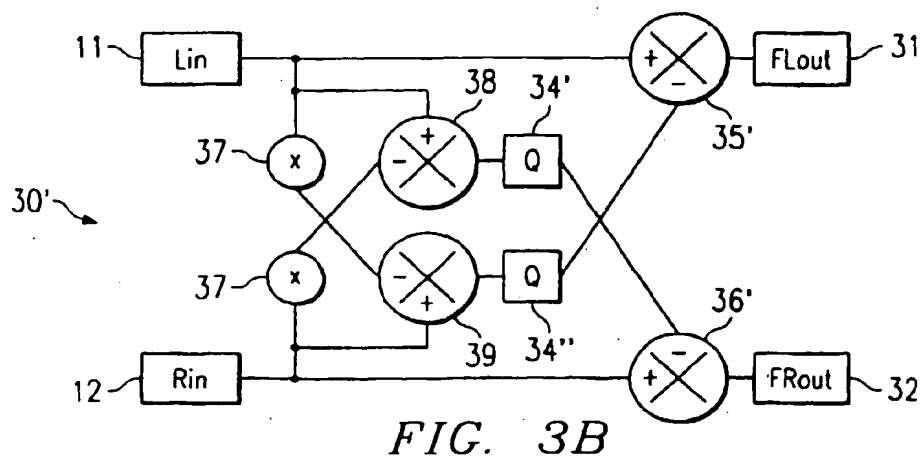 11 Lin + FLout 31
-
38 34' 35'
+
37 x - Q
30'
37 x - Q
+
39 34'' 36'
-
12 Rin + FRout 32
FIG. 3B